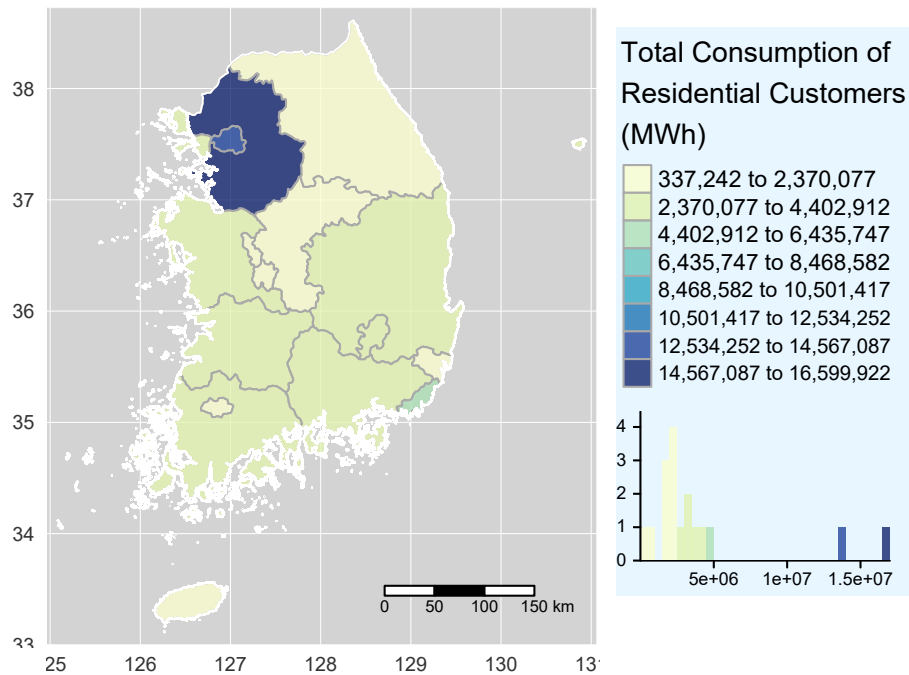 38
37
36
35
34
33
25 126 127 128 129 130 13
0 50 100 150 km
Total Consumption of
Residential Customers
(MWh)
337,242 to 2,370,077
2,370,077 to 4,402,912
4,402,912 to 6,435,747
6,435,747 to 8,468,582
8,468,582 to 10,501,417
10,501,417 to 12,534,252
12,534,252 to 14,567,087
14,567,087 to 16,599,922
4
3
2
1
0
5e+06 1e+07 1.5e+07